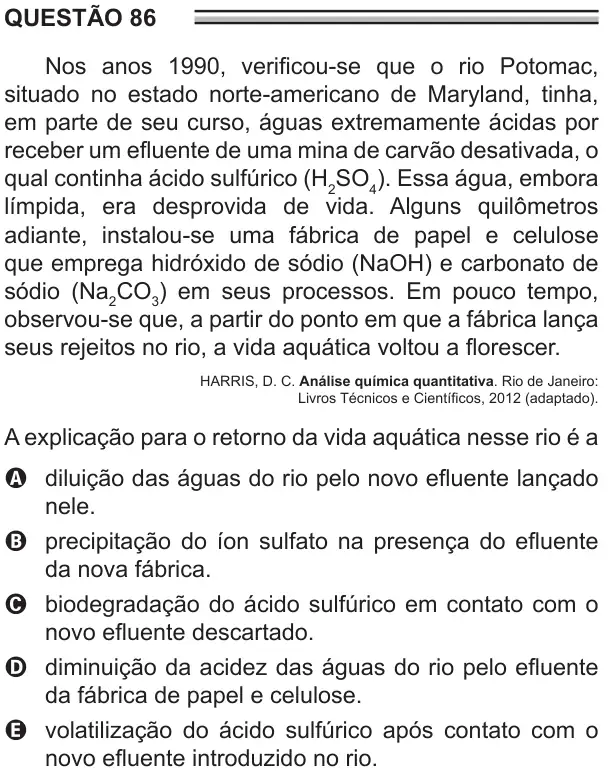 QUESTÃO 86
Nos anos 1990, verificou-se que o rio Potomac,
situado no estado norte-americano de Maryland, tinha,
em parte de seu curso, águas extremamente ácidas por
receber um efluente de uma mina de carvão desativada, o
qual continha ácido sulfúrico (H₂SO₄). Essa água, embora
límpida, era desprovida de vida. Alguns quilômetros
adiante, instalou-se uma fábrica de papel e celulose
que emprega hidróxido de sódio (NaOH) e carbonato de
sódio (Na₂CO₃) em seus processos. Em pouco tempo,
observou-se que, a partir do ponto em que a fábrica lança
seus rejeitos no rio, a vida aquática voltou a florescer.
HARRIS, D. C. Análise química quantitativa. Rio de Janeiro:
Livros Técnicos e Científicos, 2012 (adaptado).
A explicação para o retorno da vida aquática nesse rio é a
A diluição das águas do rio pelo novo efluente lançado
nele.
B precipitação do íon sulfato na presença do efluente
da nova fábrica.
C biodegradação do ácido sulfúrico em contato com o
novo efluente descartado.
D diminuição da acidez das águas do rio pelo efluente
da fábrica de papel e celulose.
E volatilização do ácido sulfúrico após contato com o
novo efluente introduzido no rio.